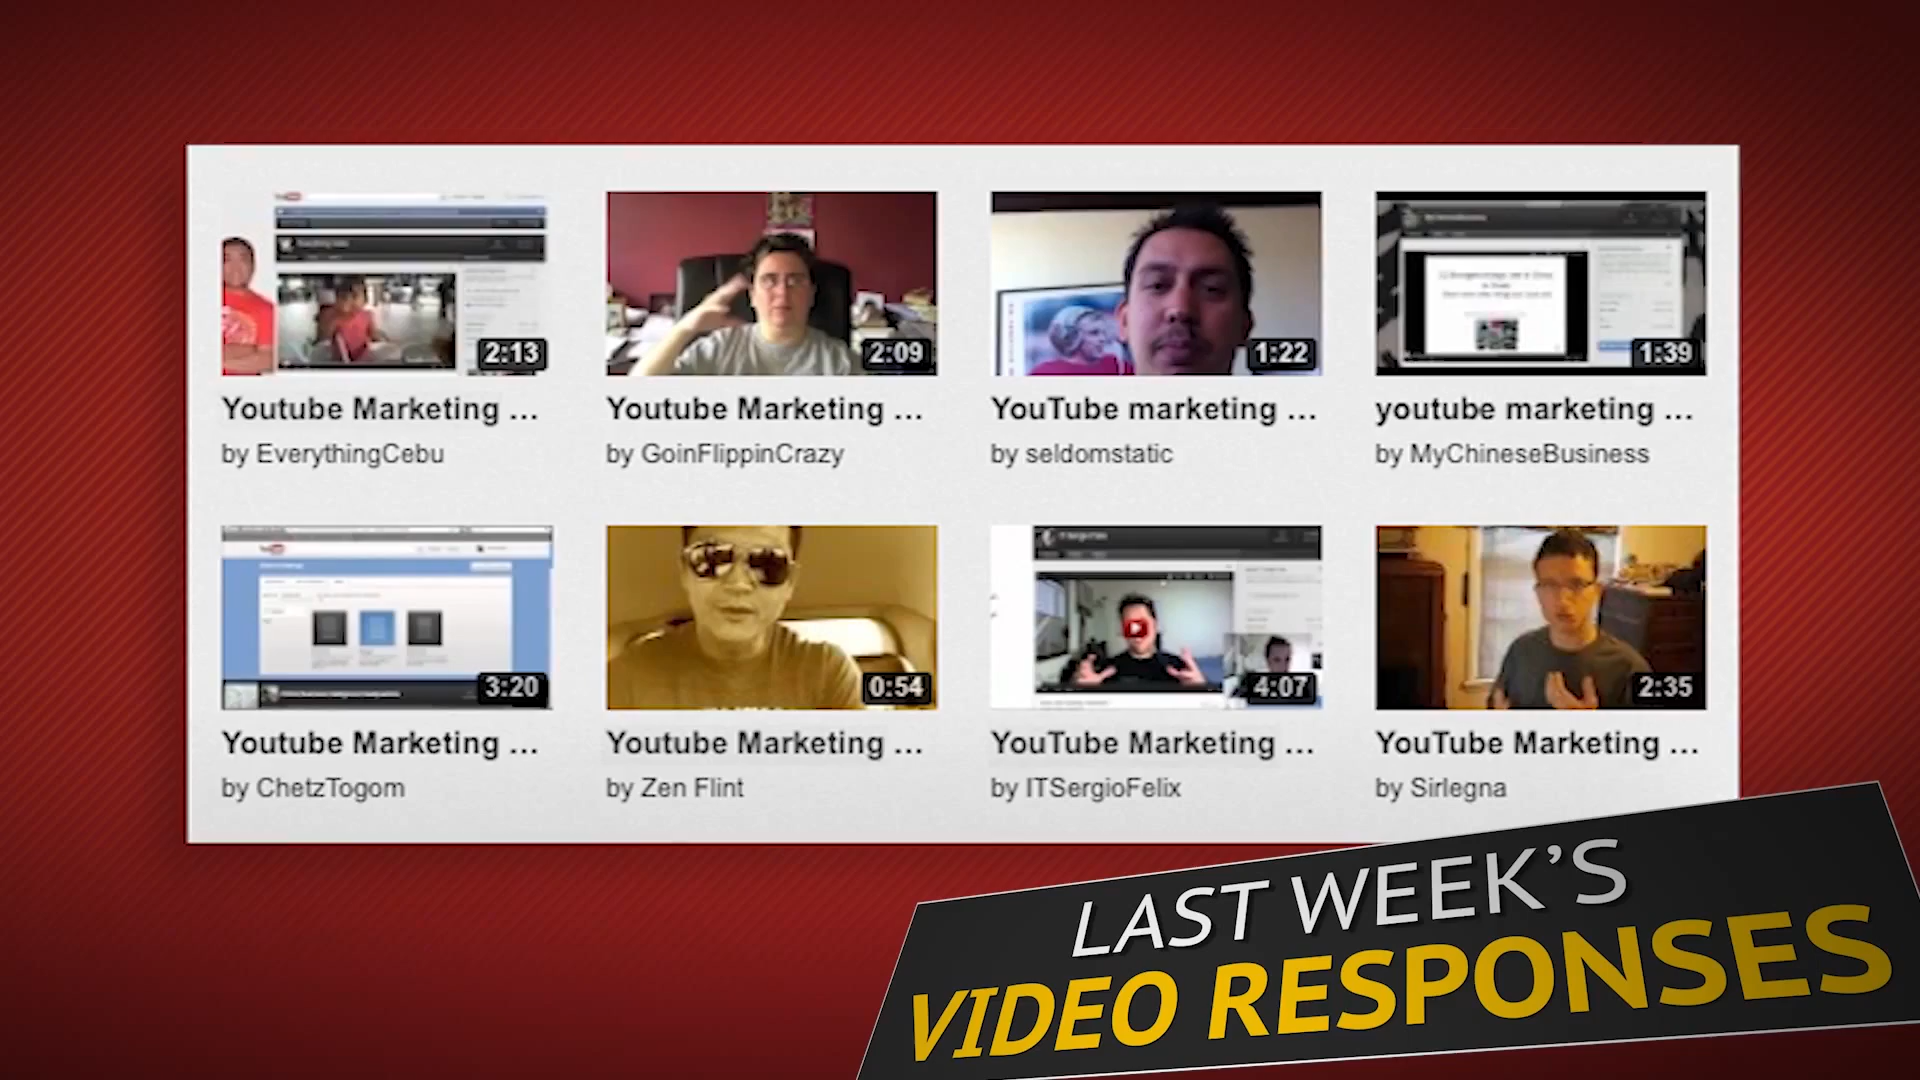 2:13
2:09
1:22
1:39
Youtube Marketing ...
Youtube Marketing ...
YouTube marketing ...
youtube marketing ...
by EverythingCebu
by GoinFlippinCrazy
by seldomstatic
by MyChineseBusiness
3:20
0:54
4:07
2:35
Youtube Marketing ...
Youtube Marketing ...
YouTube Marketing ...
YouTube Marketing ...
by ChetzTogom
by Zen Flint
by ITSergioFelix
by Sirlegna
LAST WEEK'S
VIDEO RESPONSES